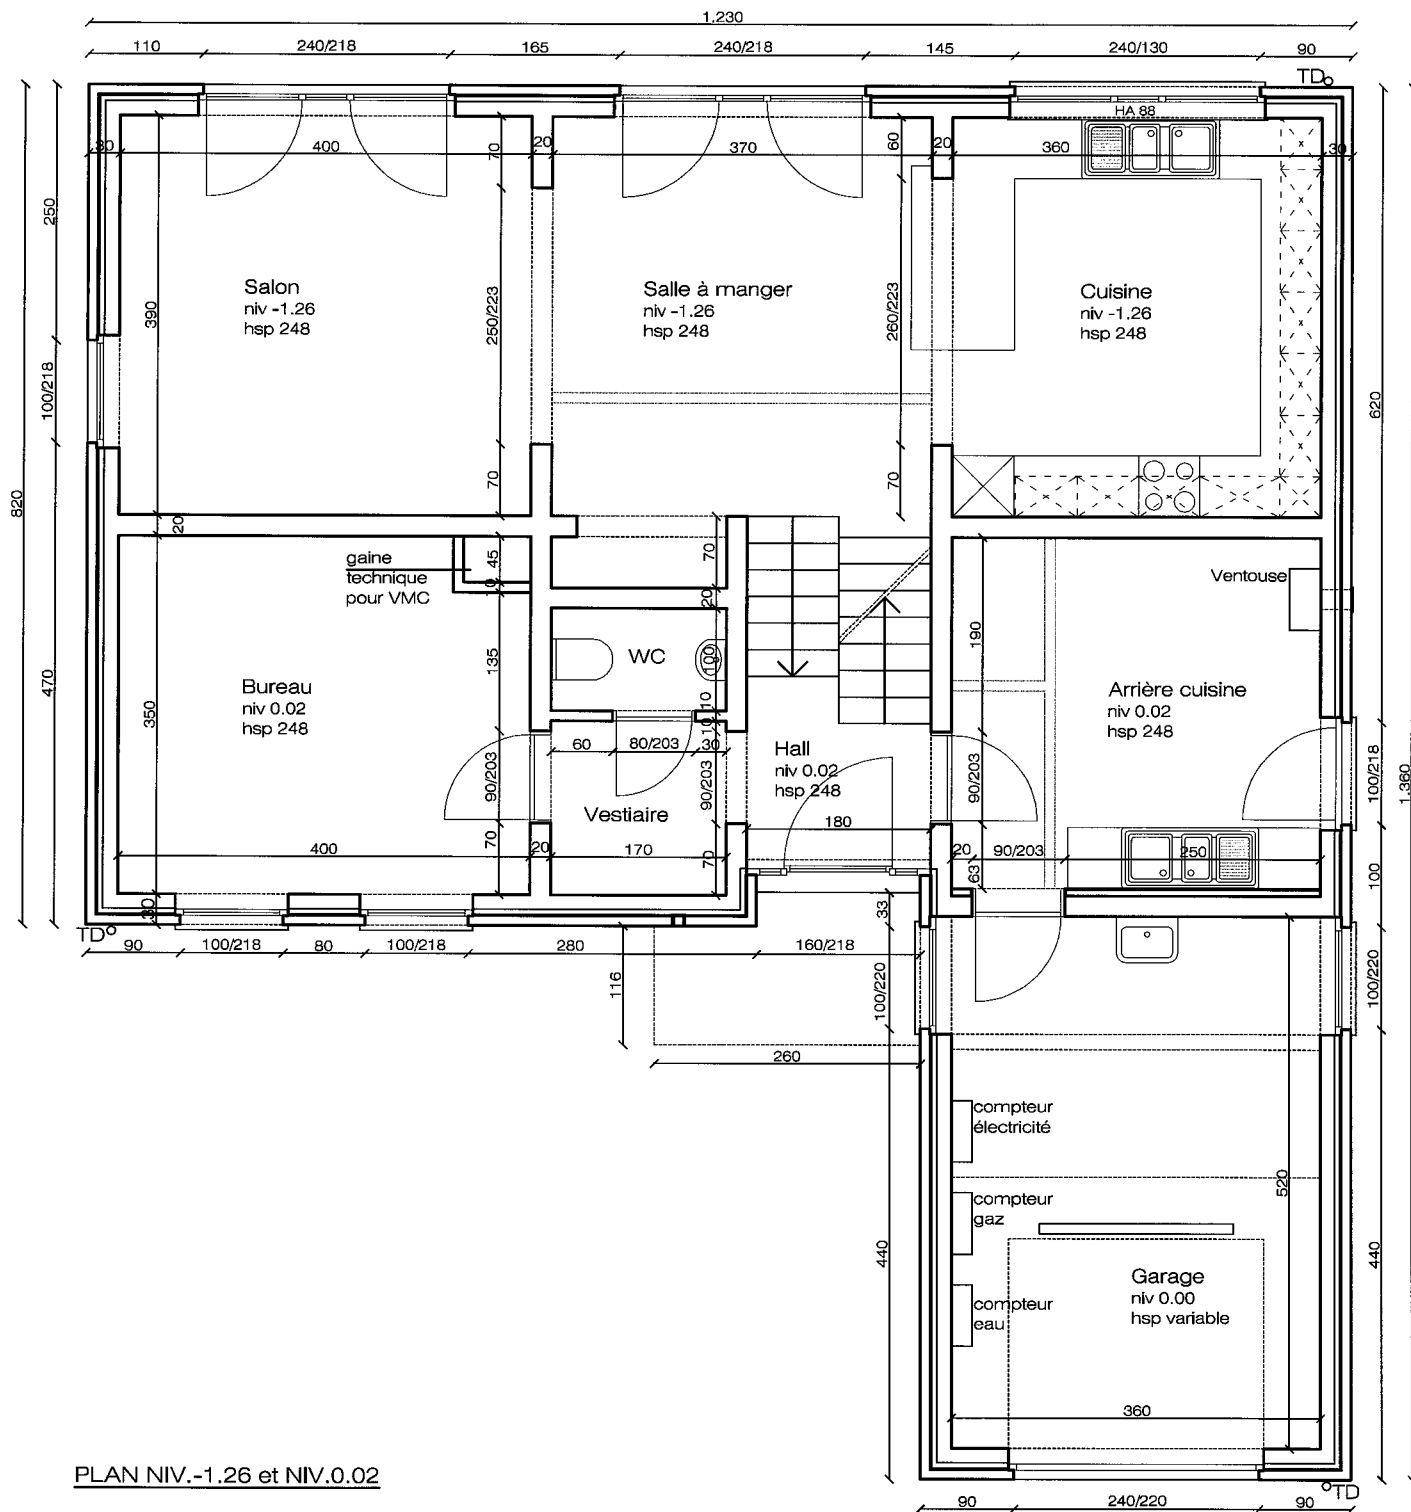 1.230
110
240/218
165
240/218
145
240/130
90
TD
HA 88
30
400
70
20
370
60
20
360
30
250
100/218
820
470
390
Salon
niv -1.26
hsp 248
250/223
Salle à manger
niv -1.26
hsp 248
260/223
Cuisine
niv -1.26
hsp 248
620
70
70
20
gaine
technique
pour VMC
45
10
70
20
Ventouse
135
WC
100
190
Bureau
niv 0.02
hsp 248
350
Arrière cuisine
niv 0.02
hsp 248
10
10
60
80/203
30
Hall
niv 0.02
hsp 248
90/203
90/203
90/203
100/218
1.360
Vestiaire
180
400
20
170
70
70
20
90/203
250
63
100
30
33
TD
90
100/218
80
100/218
280
160/218
116
100/220
100/220
260
compteur
électricité
520
compteur
gaz
440
440
Garage
niv 0.00
hsp variable
compteur
eau
360
PLAN NIV.-1.26 et NIV.0.02
TD
90
240/220
90